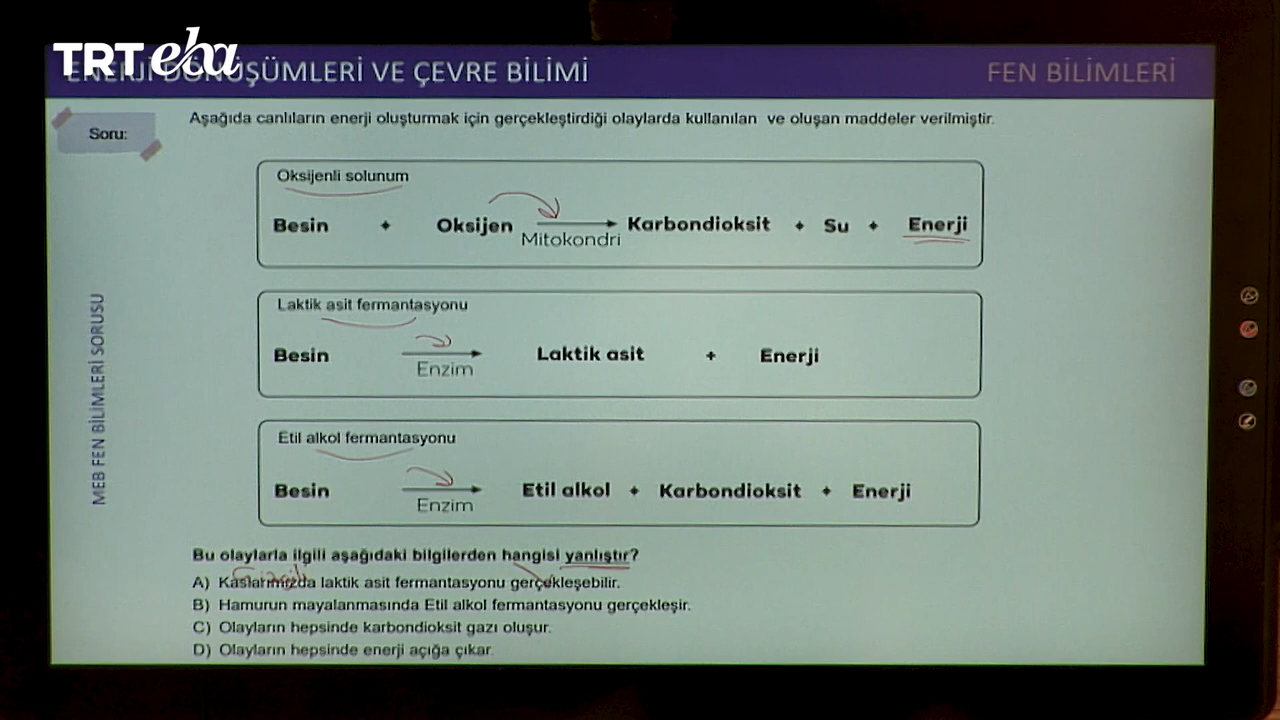 TRT eba
ENERJİ DÖNÜŞÜMLERİ VE ÇEVRE BİLİMİ
FEN BİLİMLERİ
Soru:
Aşağıda canlıların enerji oluşturmak için gerçekleştirdiği olaylarda kullanılan ve oluşan maddeler verilmiştir.
Oksijenli solunum
Besin + Oksijen Karbondioksit + Su + Enerji
Mitokondri
Laktik asit fermantasyonu
Besin Laktik asit + Enerji
Enzim
Etil alkol fermantasyonu
Besin Etil alkol + Karbondioksit + Enerji
Enzim
MEB FEN BİLİMLERİ SORUSU
Bu olaylarla ilgili aşağıdaki bilgilerden hangisi yanlıştır?
A) Kaslarımızda laktik asit fermantasyonu gerçekleşebilir.
B) Hamurun mayalanmasında Etil alkol fermantasyonu gerçekleşir.
C) Olayların hepsinde karbondioksit gazı oluşur.
D) Olayların hepsinde enerji açığa çıkar.